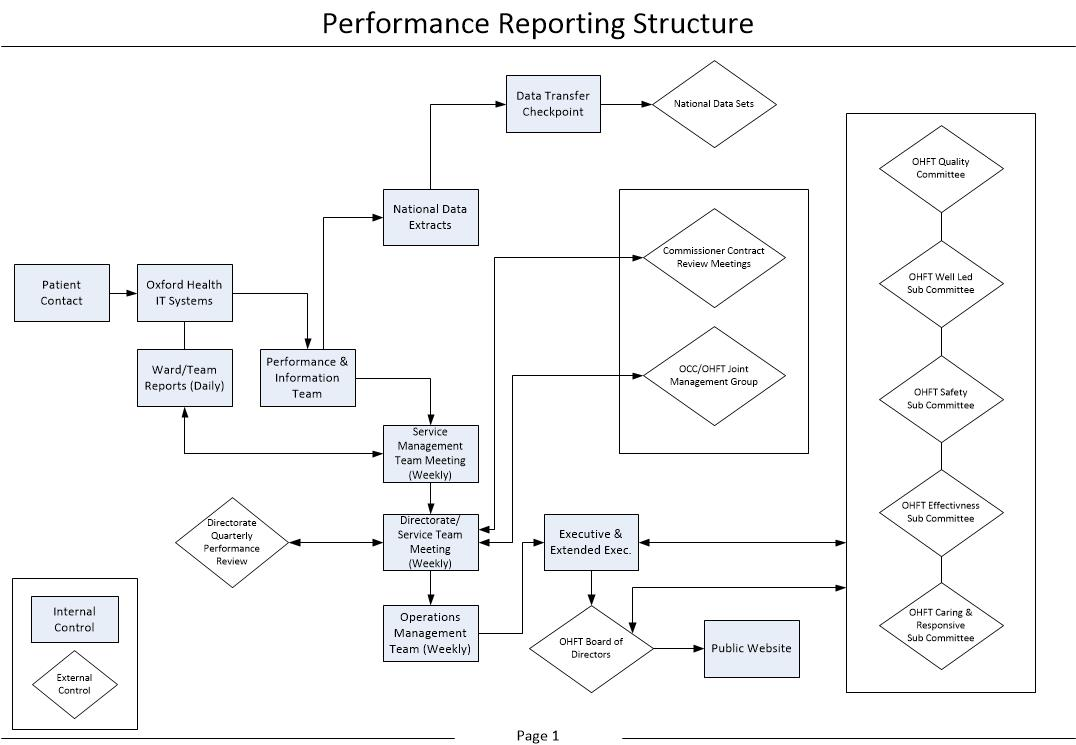 Performance Reporting Structure
Data Transfer
Checkpoint
National Data Sets
National Data
Extracts
Patient
Contact
Oxford Health
IT Systems
Ward/Team
Reports (Daily)
Performance &
Information
Team
Service
Management
Team Meeting
(Weekly)
Directorate/
Service Team
Meeting
(Weekly)
Directorate
Quarterly
Performance
Review
Operations
Management
Team (Weekly)
Commissioner Contract
Review Meetings
OCC/OHFT Joint
Management Group
Executive &
Extended Exec.
OHFT Board of
Directors
Public Website
OHFT Quality
Committee
OHFT Well Led
Sub Committee
OHFT Safety
Sub Committee
OHFT Effectivness
Sub Committee
OHFT Caring &
Responsive
Sub Committee
Internal
Control
External
Control
Page 1